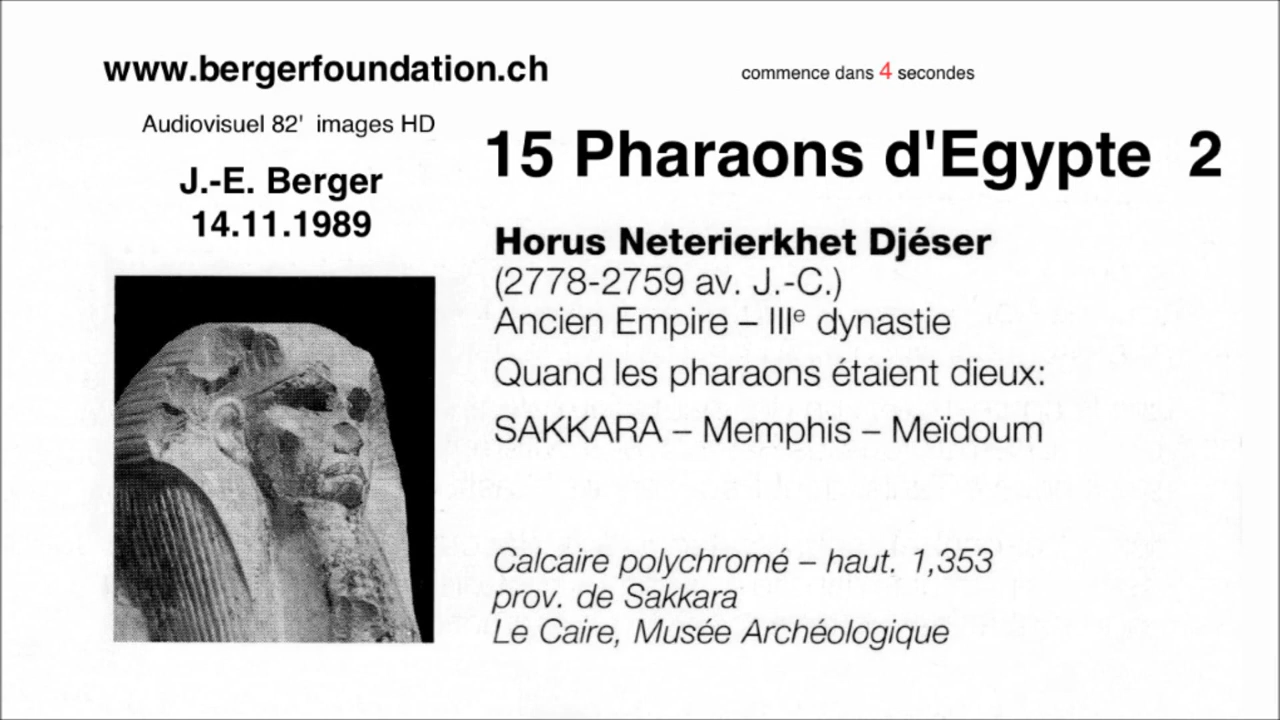 www.bergerfoundation.ch
commence dans 4 secondes
Audiovisuel 82' images HD
15 Pharaons d'Egypte 2
J.-E. Berger
14.11.1989
Horus Neterierkhet Djéser
(2778-2759 av. J.-C.)
Ancien Empire – IIIᵉ dynastie
Quand les pharaons étaient dieux:
SAKKARA – Memphis – Meïdoum
Calcaire polychromé – haut. 1,353
prov. de Sakkara
Le Caire, Musée Archéologique